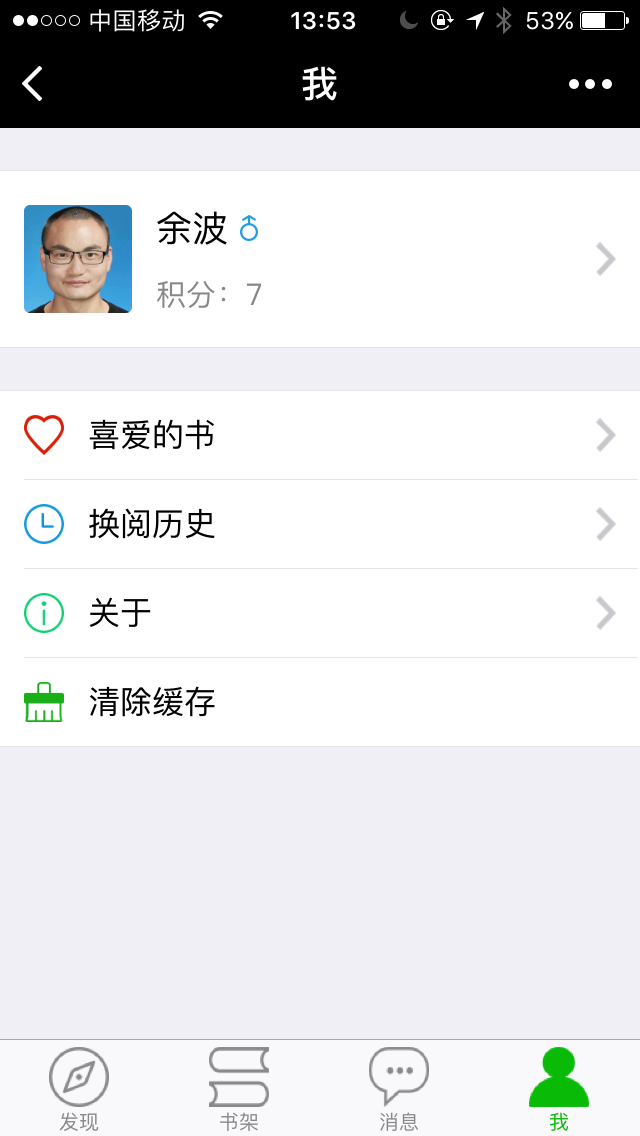 中国移动 13:53 53%
我
余波
积分：7
喜爱的书
换阅历史
关于
清除缓存
发现 书架 消息 我